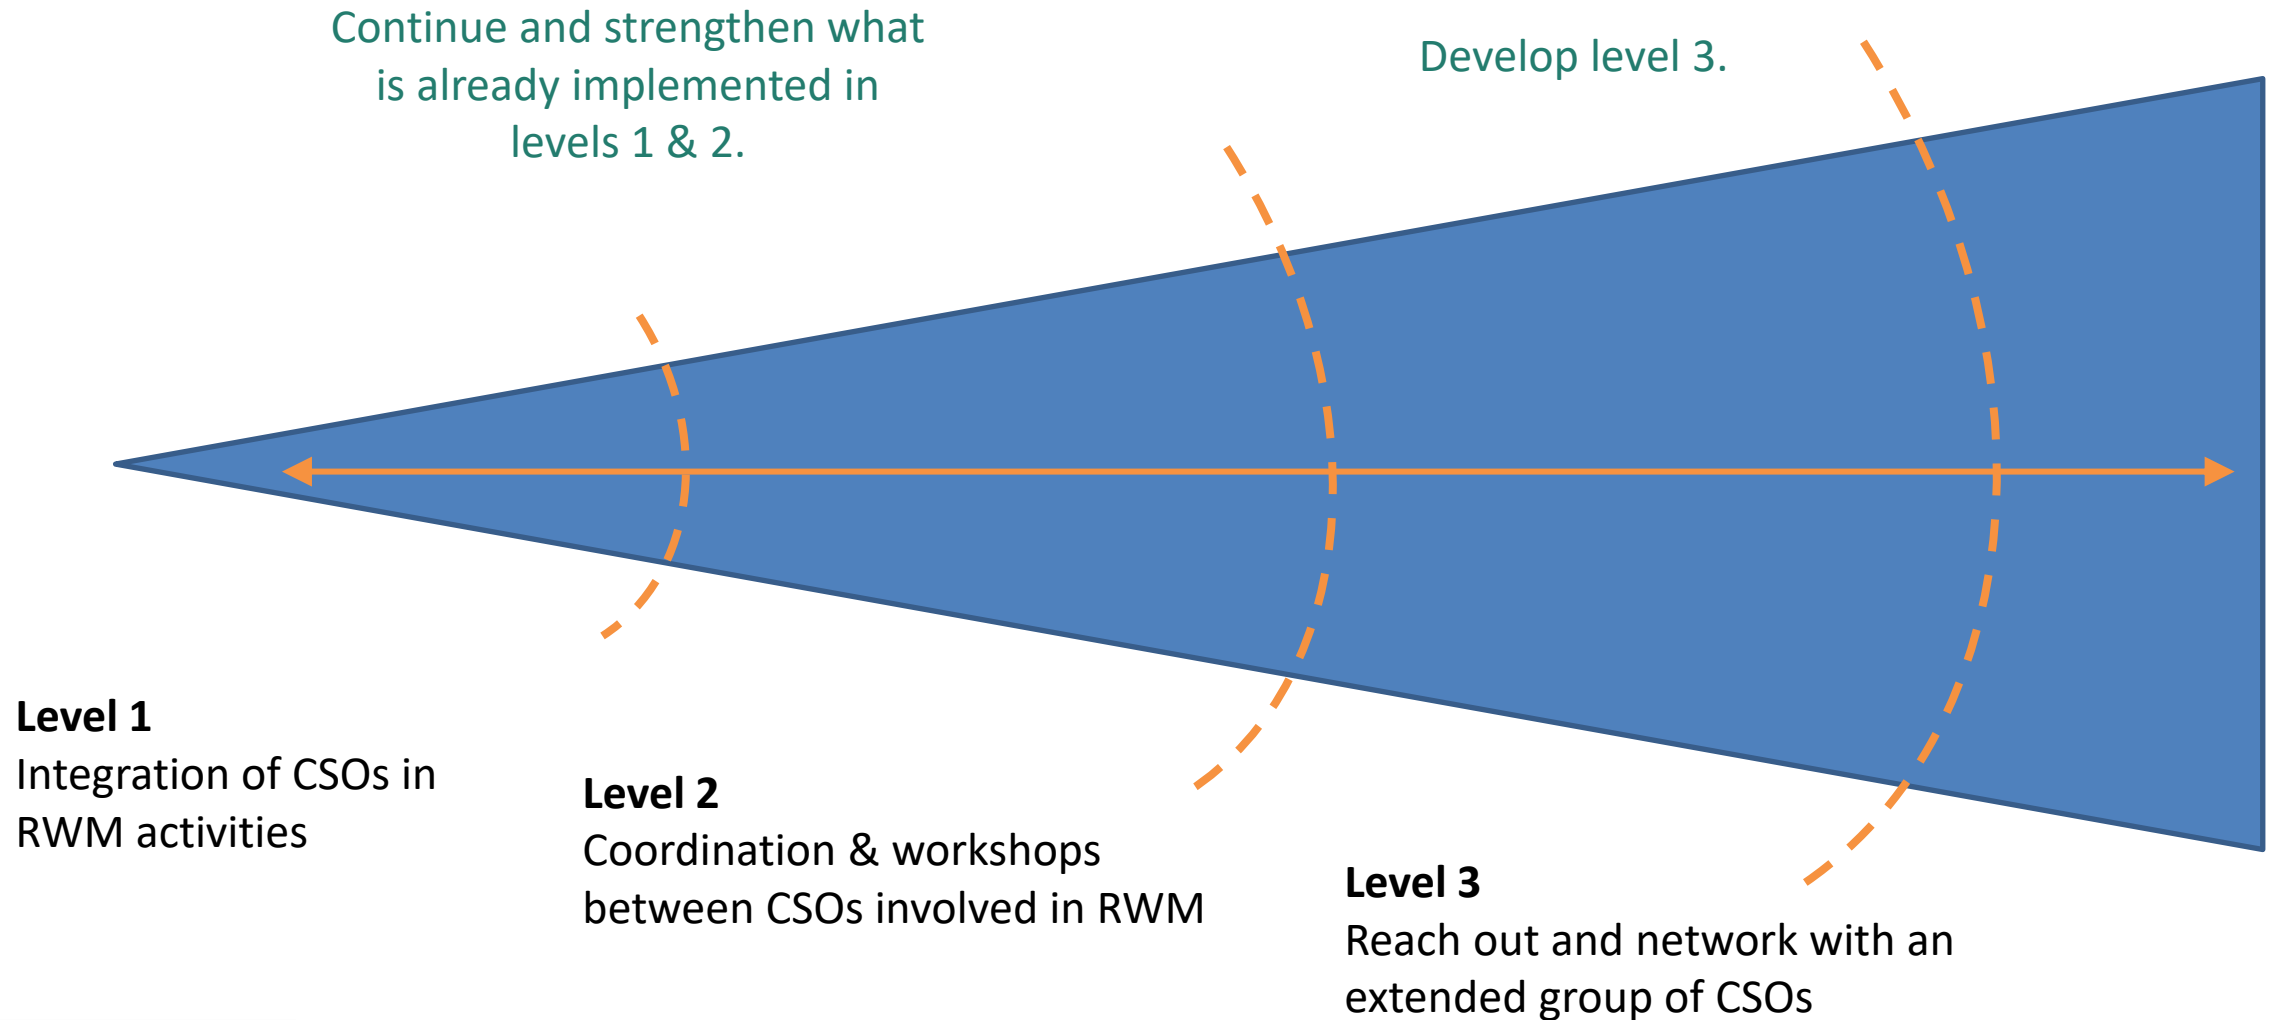 Continue and strengthen what
is already implemented in
levels 1 & 2.
Develop level 3.
Level 1
Integration of CSOs in
RWM activities
Level 2
Coordination & workshops
between CSOs involved in RWM
Level 3
Reach out and network with an
extended group of CSOs